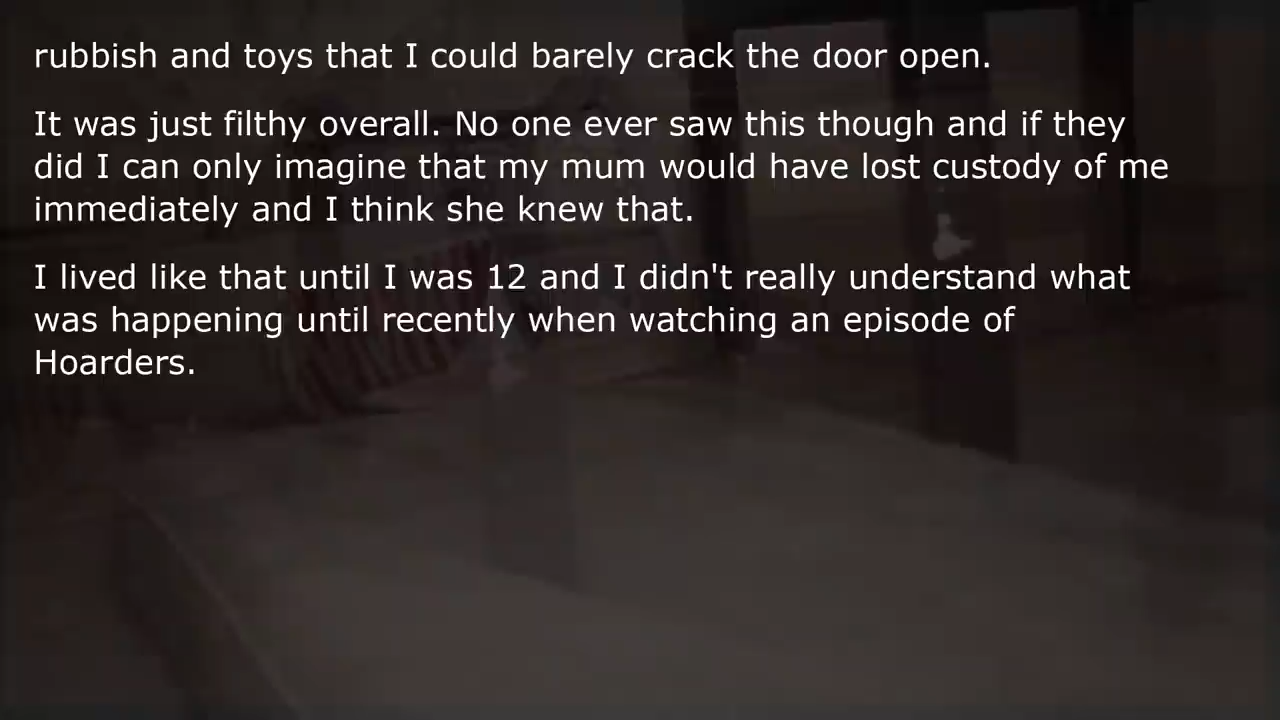 rubbish and toys that I could barely crack the door open.
It was just filthy overall. No one ever saw this though and if they
did I can only imagine that my mum would have lost custody of me
immediately and I think she knew that.
I lived like that until I was 12 and I didn't really understand what
was happening until recently when watching an episode of
Hoarders.